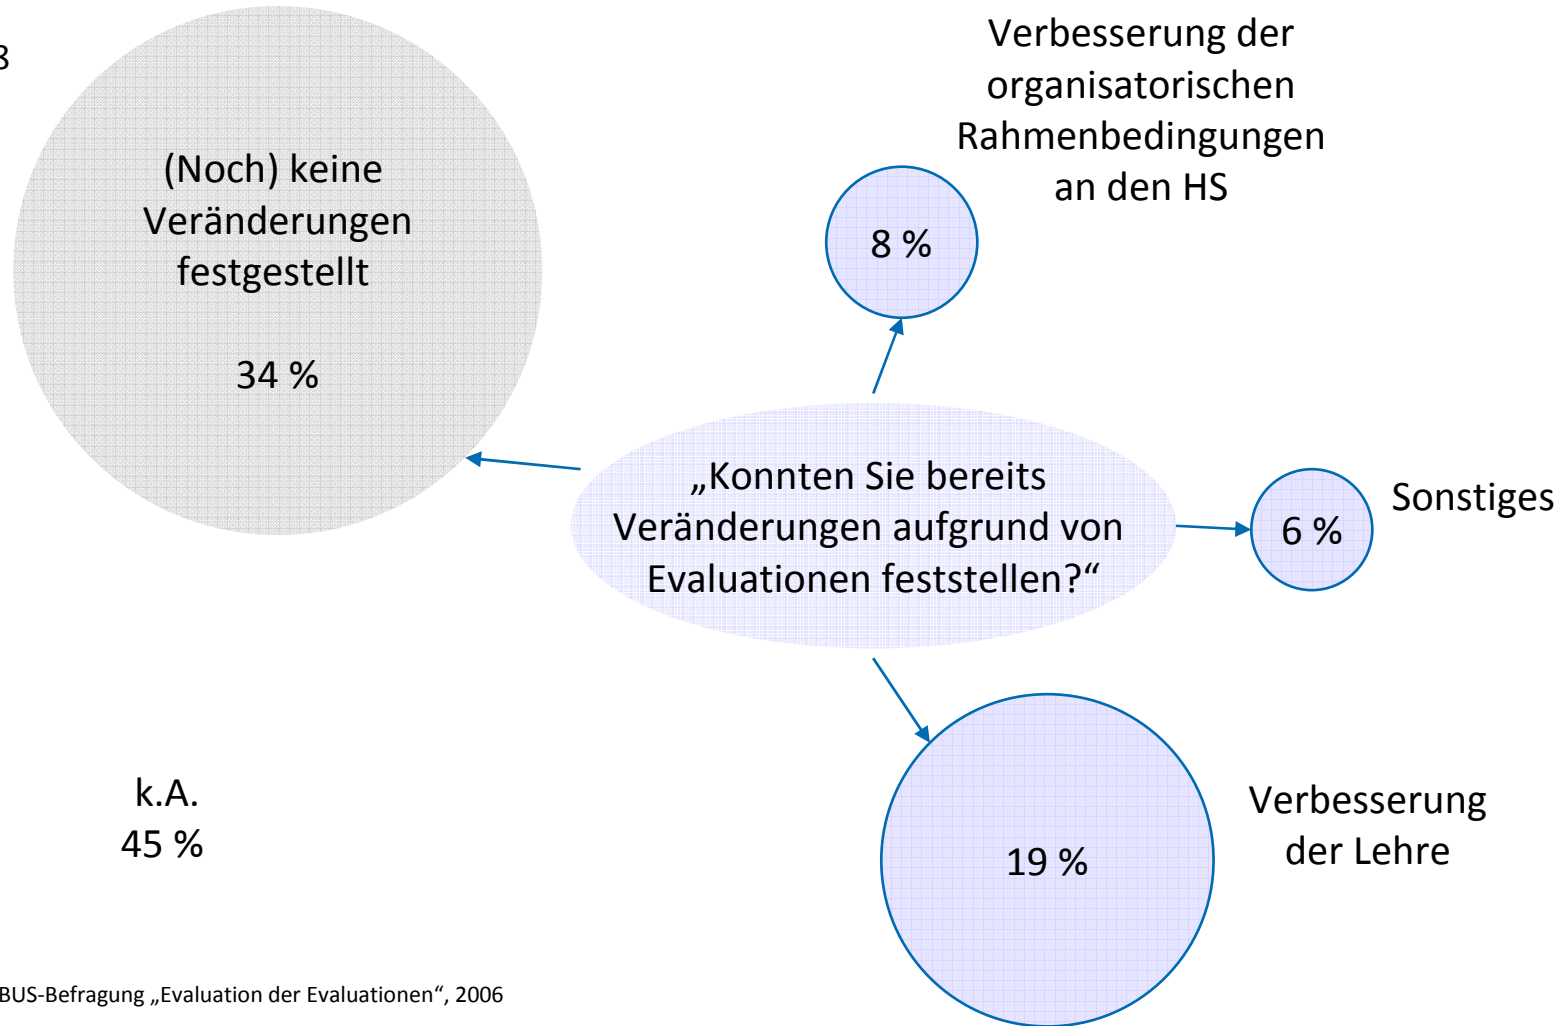 (Noch) keine
Veränderungen
festgestellt
34 %
Verbesserung der
organisatorischen
Rahmenbedingungen
an den HS
8 %
„Konnten Sie bereits
Veränderungen aufgrund von
Evaluationen feststellen?“
6 %
Sonstiges
k.A.
45 %
19 %
Verbesserung
der Lehre
BUS-Befragung „Evaluation der Evaluationen“, 2006